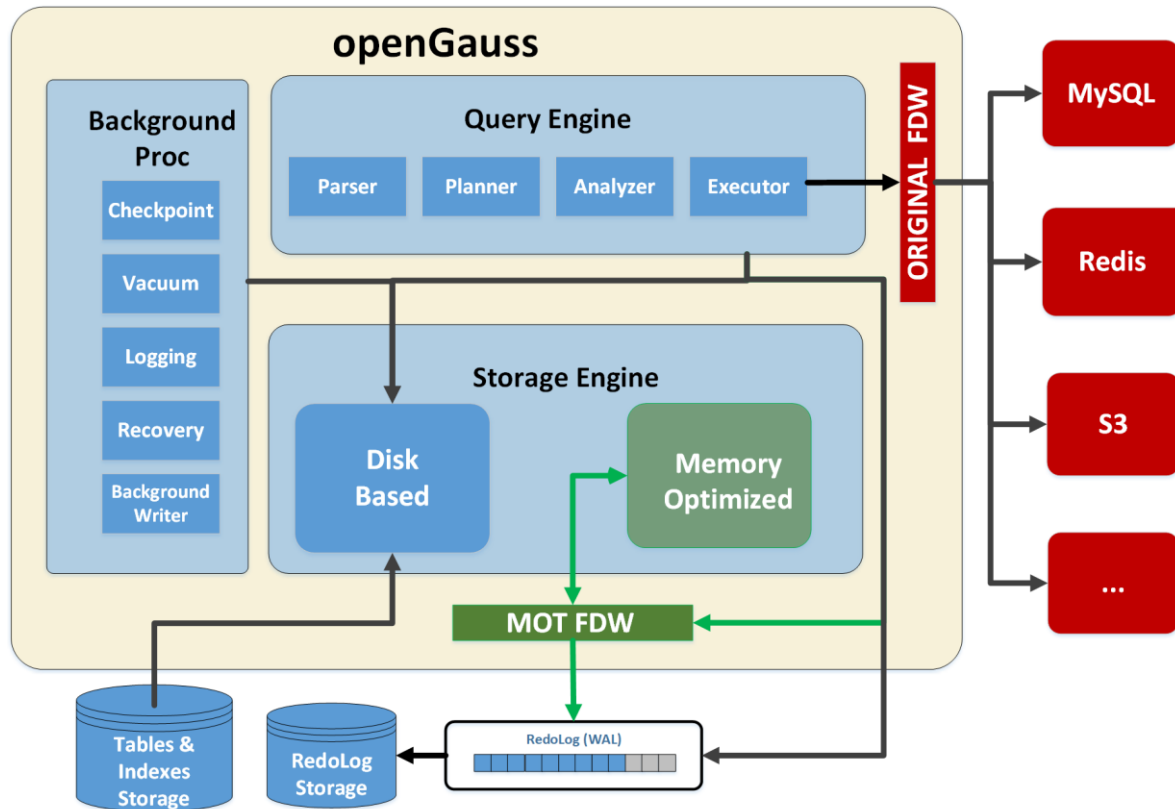 openGauss
Background
Proc
Checkpoint
Vacuum
Logging
Recovery
Background
Writer
Query Engine
Parser
Planner
Analyzer
Executor
ORIGINAL FDW
MySQL
Redis
S3
...
Storage Engine
Disk
Based
Memory
Optimized
MOT FDW
Tables &
Indexes
Storage
RedoLog
Storage
RedoLog (WAL)